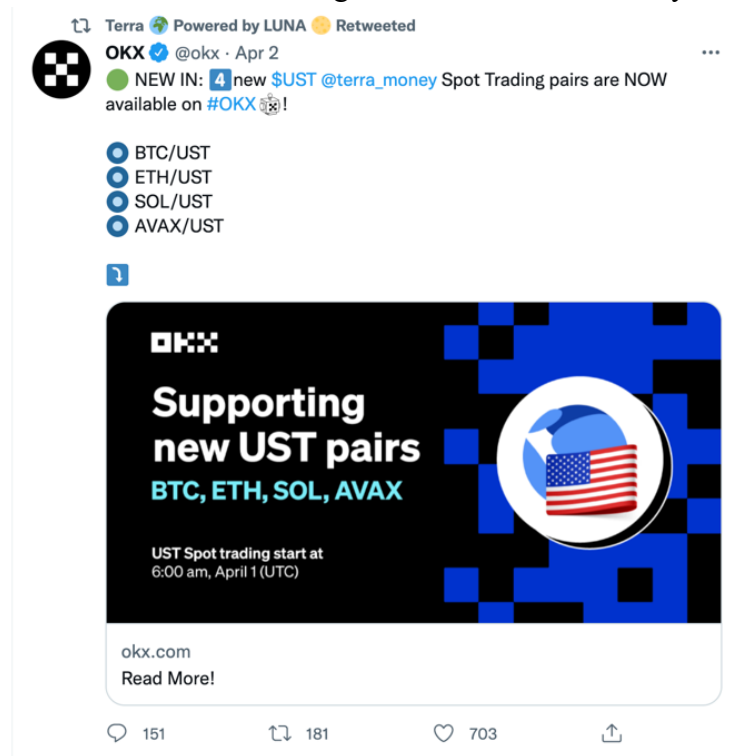 Terra 🌍 Powered by LUNA 🌕 Retweeted
OKX @okx · Apr 2
🟢 NEW IN: 4️⃣ new $UST @terra_money Spot Trading pairs are NOW
available on #OKX !
BTC/UST
ETH/UST
SOL/UST
AVAX/UST
⤵️
OKX
Supporting
new UST pairs
BTC, ETH, SOL, AVAX
UST Spot trading start at
6:00 am, April 1 (UTC)
okx.com
Read More!
151 181 703